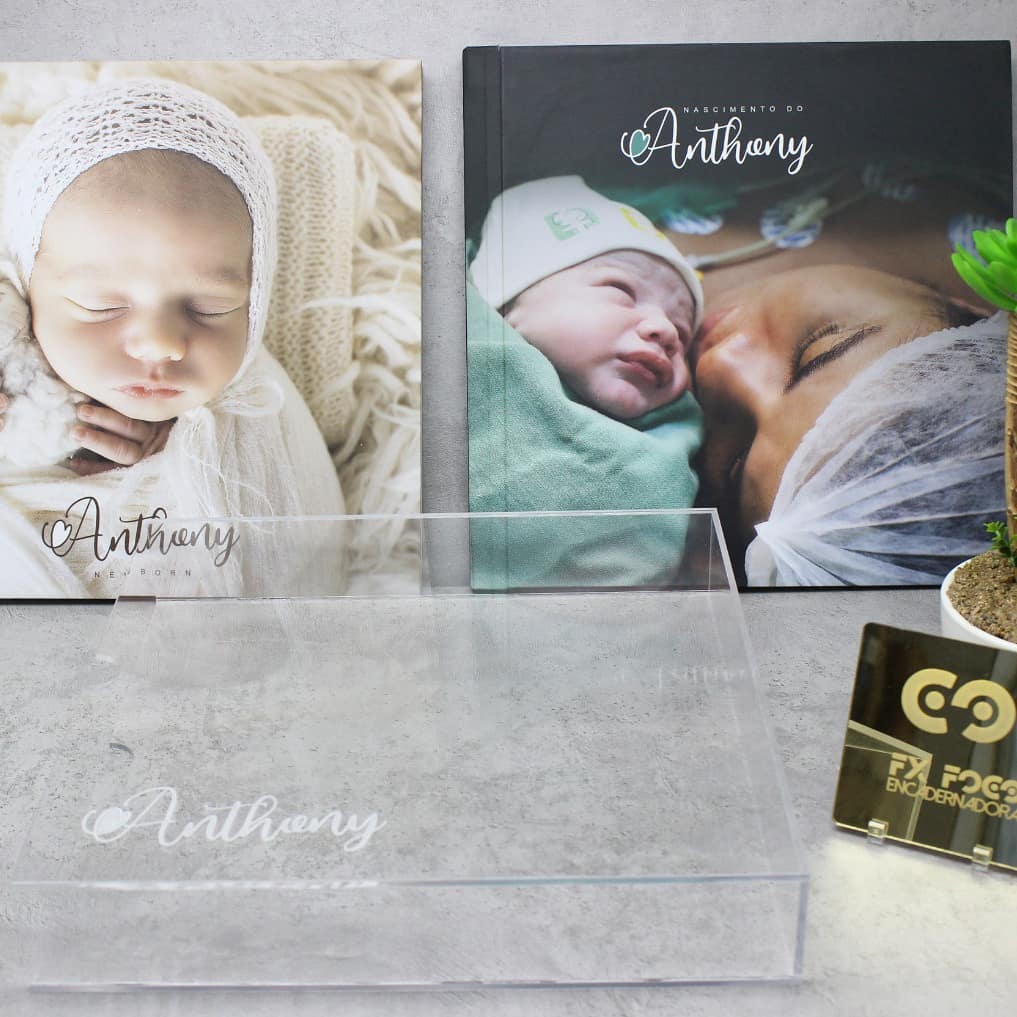 Anthony
NEWBORN
NASCIMENTO DO
Anthony
Anthony
FX FOCO
ENCADERNADORA